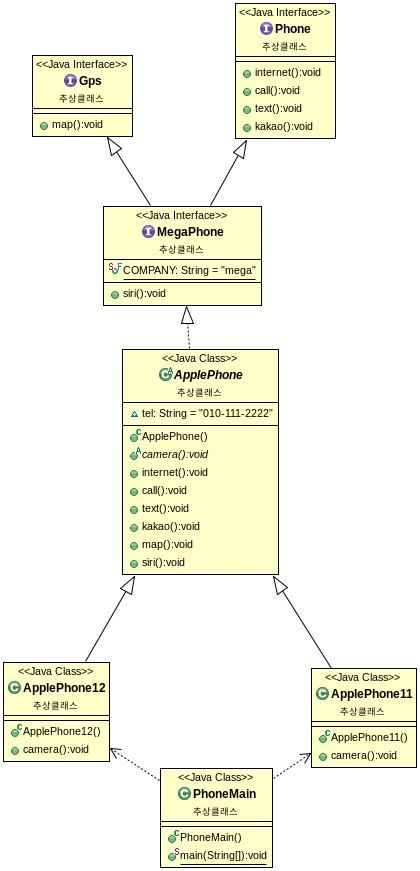 <<Java Interface>>
Phone
추상클래스
internet():void
call():void
text():void
kakao():void
<<Java Interface>>
Gps
추상클래스
map():void
<<Java Interface>>
MegaPhone
추상클래스
COMPANY: String = "mega"
siri():void
<<Java Class>>
ApplePhone
추상클래스
tel: String = "010-111-2222"
ApplePhone()
camera():void
internet():void
call():void
text():void
kakao():void
map():void
siri():void
<<Java Class>>
ApplePhone12
추상클래스
ApplePhone12()
camera():void
<<Java Class>>
ApplePhone11
추상클래스
ApplePhone11()
camera():void
<<Java Class>>
PhoneMain
추상클래스
PhoneMain()
main(String[]):void